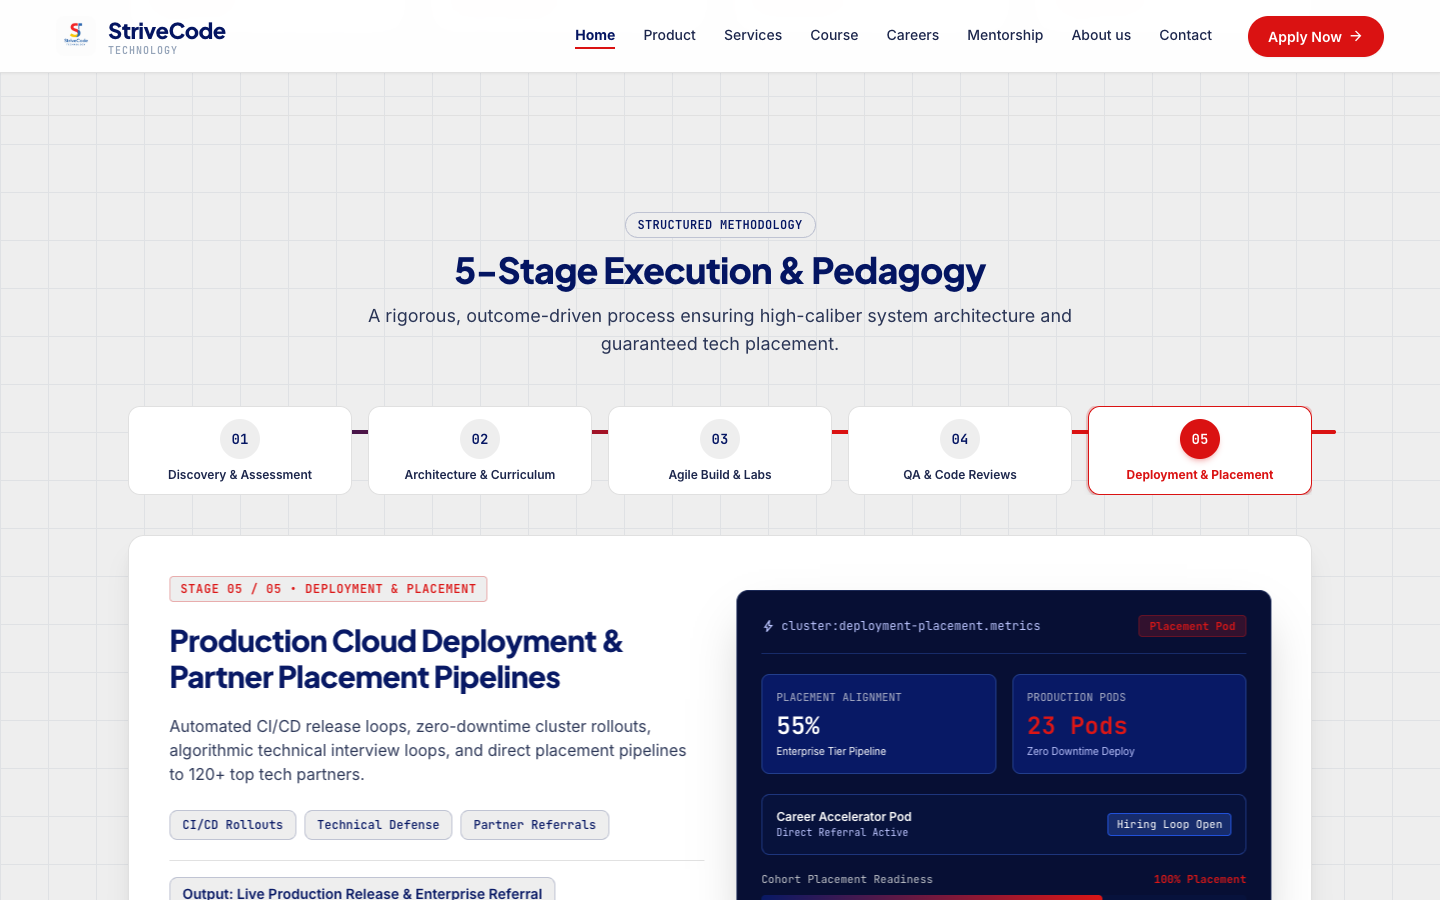 StriveCode
TECHNOLOGY
Home
Product
Services
Course
Careers
Mentorship
About us
Contact
Apply Now →
STRUCTURED METHODOLOGY
5-Stage Execution & Pedagogy
A rigorous, outcome-driven process ensuring high-caliber system architecture and
guaranteed tech placement.
01
Discovery & Assessment
02
Architecture & Curriculum
03
Agile Build & Labs
04
QA & Code Reviews
05
Deployment & Placement
STAGE 05 / 05 • DEPLOYMENT & PLACEMENT
Production Cloud Deployment &
Partner Placement Pipelines
Automated CI/CD release loops, zero-downtime cluster rollouts,
algorithmic technical interview loops, and direct placement pipelines
to 120+ top tech partners.
CI/CD Rollouts
Technical Defense
Partner Referrals
Output: Live Production Release & Enterprise Referral
cluster:deployment-placement.metrics
Placement Pod
PLACEMENT ALIGNMENT
55%
Enterprise Tier Pipeline
PRODUCTION PODS
23 Pods
Zero Downtime Deploy
Career Accelerator Pod
Direct Referral Active
Hiring Loop Open
Cohort Placement Readiness
100% Placement